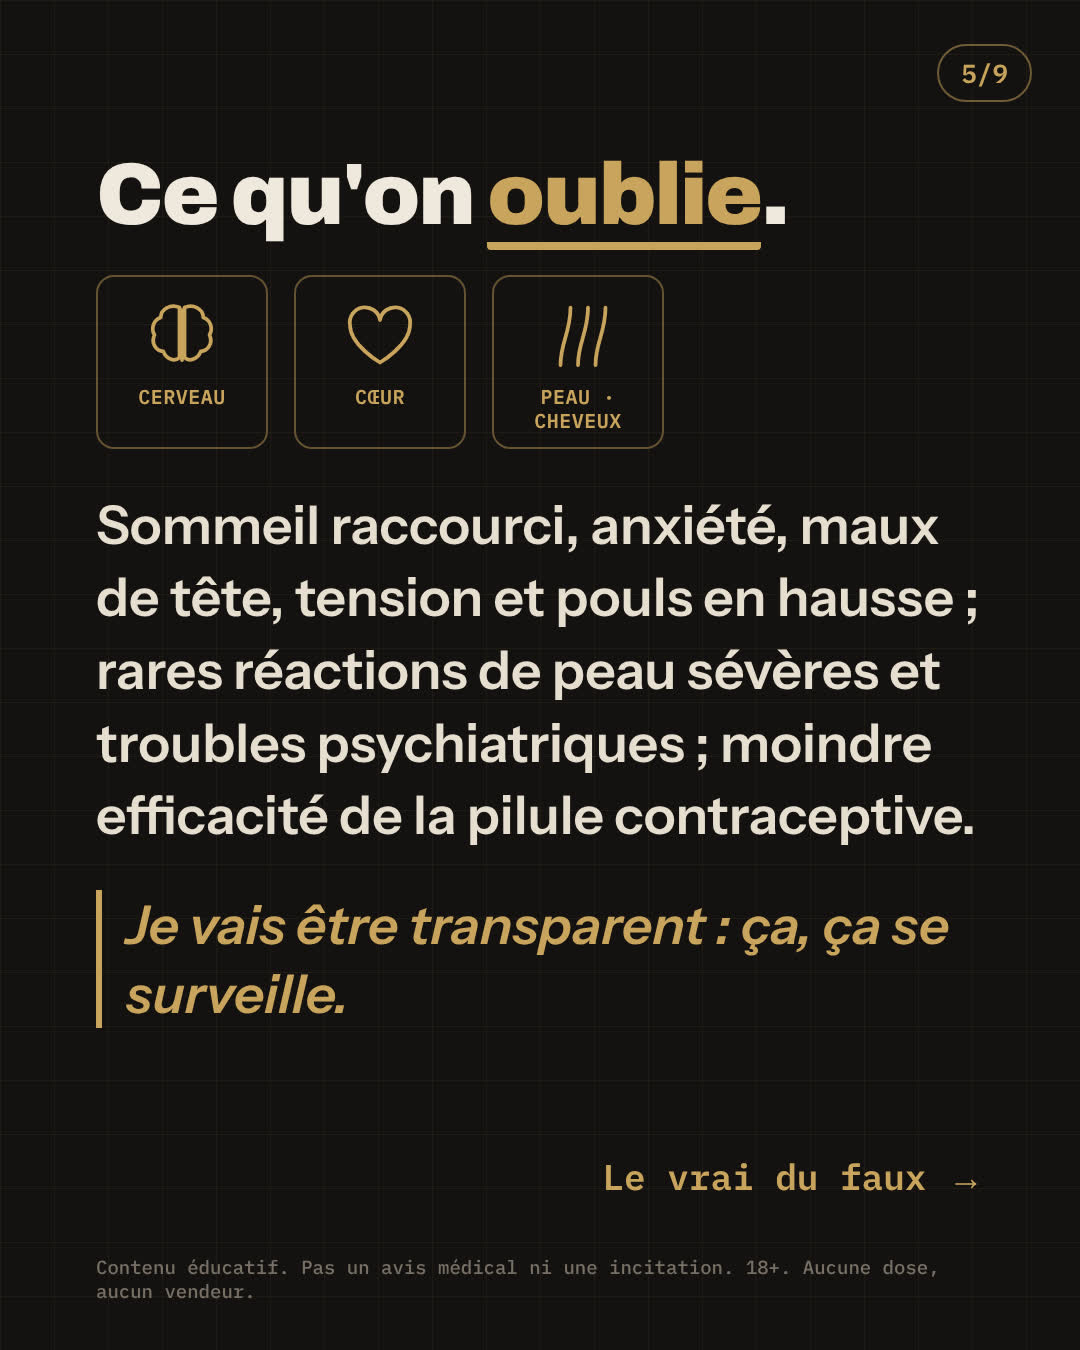 5/9
Ce qu'on oublie.
CERVEAU
CŒUR
PEAU ·
CHEVEUX
Sommeil raccourci, anxiété, maux
de tête, tension et pouls en hausse ;
rares réactions de peau sévères et
troubles psychiatriques ; moindre
efficacité de la pilule contraceptive.
Je vais être transparent : ça, ça se
surveille.
Le vrai du faux →
Contenu éducatif. Pas un avis médical ni une incitation. 18+. Aucune dose,
aucun vendeur.